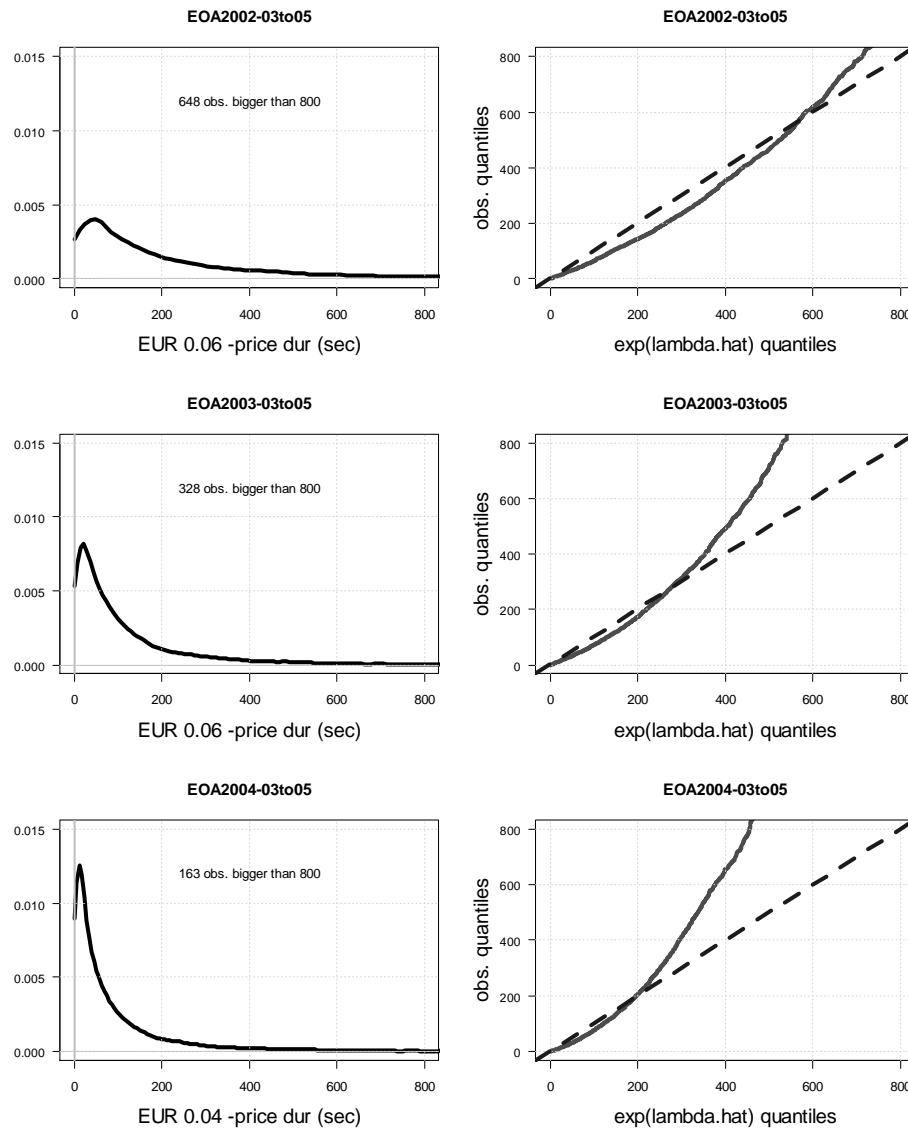 EOA2002-03to05
0.015
0.010
0.005
0.000
648 obs. bigger than 800
0 200 400 600 800
EUR 0.06 -price dur (sec)
EOA2002-03to05
obs. quantiles
800
600
400
200
0
0 200 400 600 800
exp(lambda.hat) quantiles
EOA2003-03to05
0.015
0.010
0.005
0.000
328 obs. bigger than 800
0 200 400 600 800
EUR 0.06 -price dur (sec)
EOA2003-03to05
obs. quantiles
800
600
400
200
0
0 200 400 600 800
exp(lambda.hat) quantiles
EOA2004-03to05
0.015
0.010
0.005
0.000
163 obs. bigger than 800
0 200 400 600 800
EUR 0.04 -price dur (sec)
EOA2004-03to05
obs. quantiles
800
600
400
200
0
0 200 400 600 800
exp(lambda.hat) quantiles